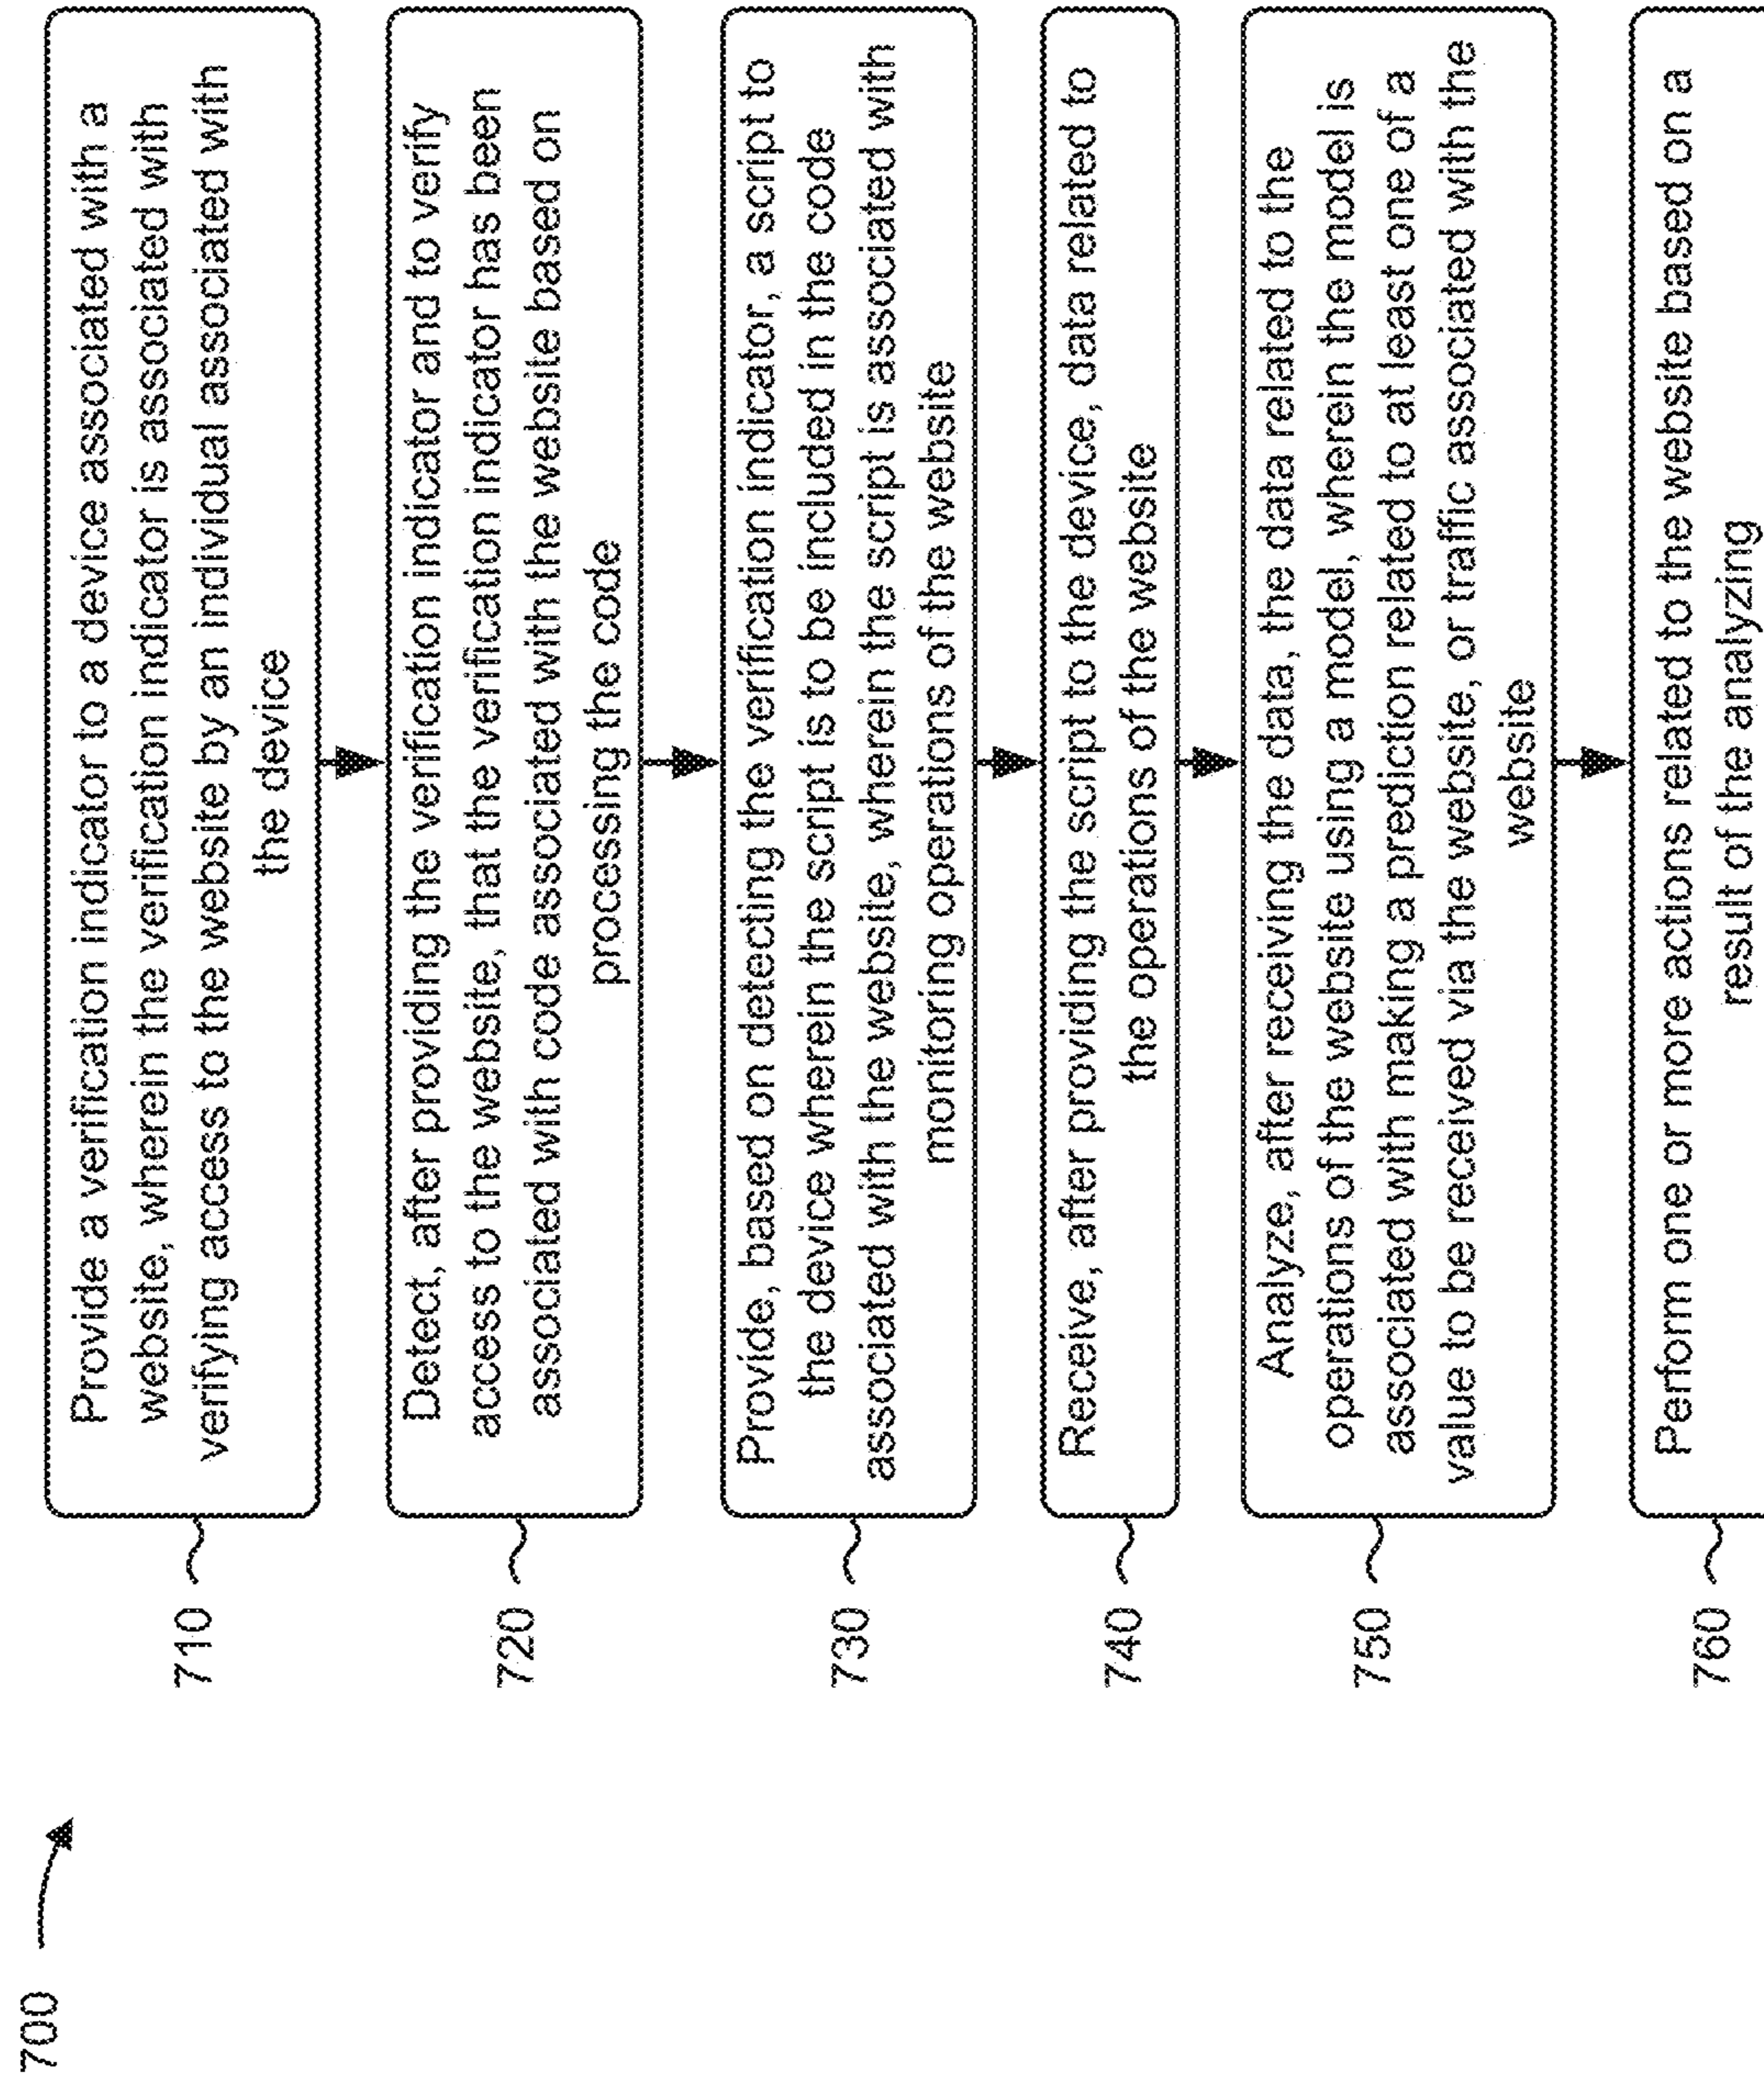 700
710
Provide a verification indicator to a device associated with a
website, wherein the verification indicator is associated with
verifying access to the website by an individual associated with
the device
720
Detect, after providing the verification indicator and to verify
access to the website, that the verification indicator has been
associated with code associated with the website based on
processing the code
730
Provide, based on detecting the verification indicator, a script to
the device wherein the script is to be included in the code
associated with the website, wherein the script is associated with
monitoring operations of the website
740
Receive, after providing the script to the device, data related to
the operations of the website
750
Analyze, after receiving the data, the data related to the
operations of the website using a model, wherein the model is
associated with making a prediction related to at least one of a
value to be received via the website, or traffic associated with the
website
760
Perform one or more actions related to the website based on a
result of the analyzing